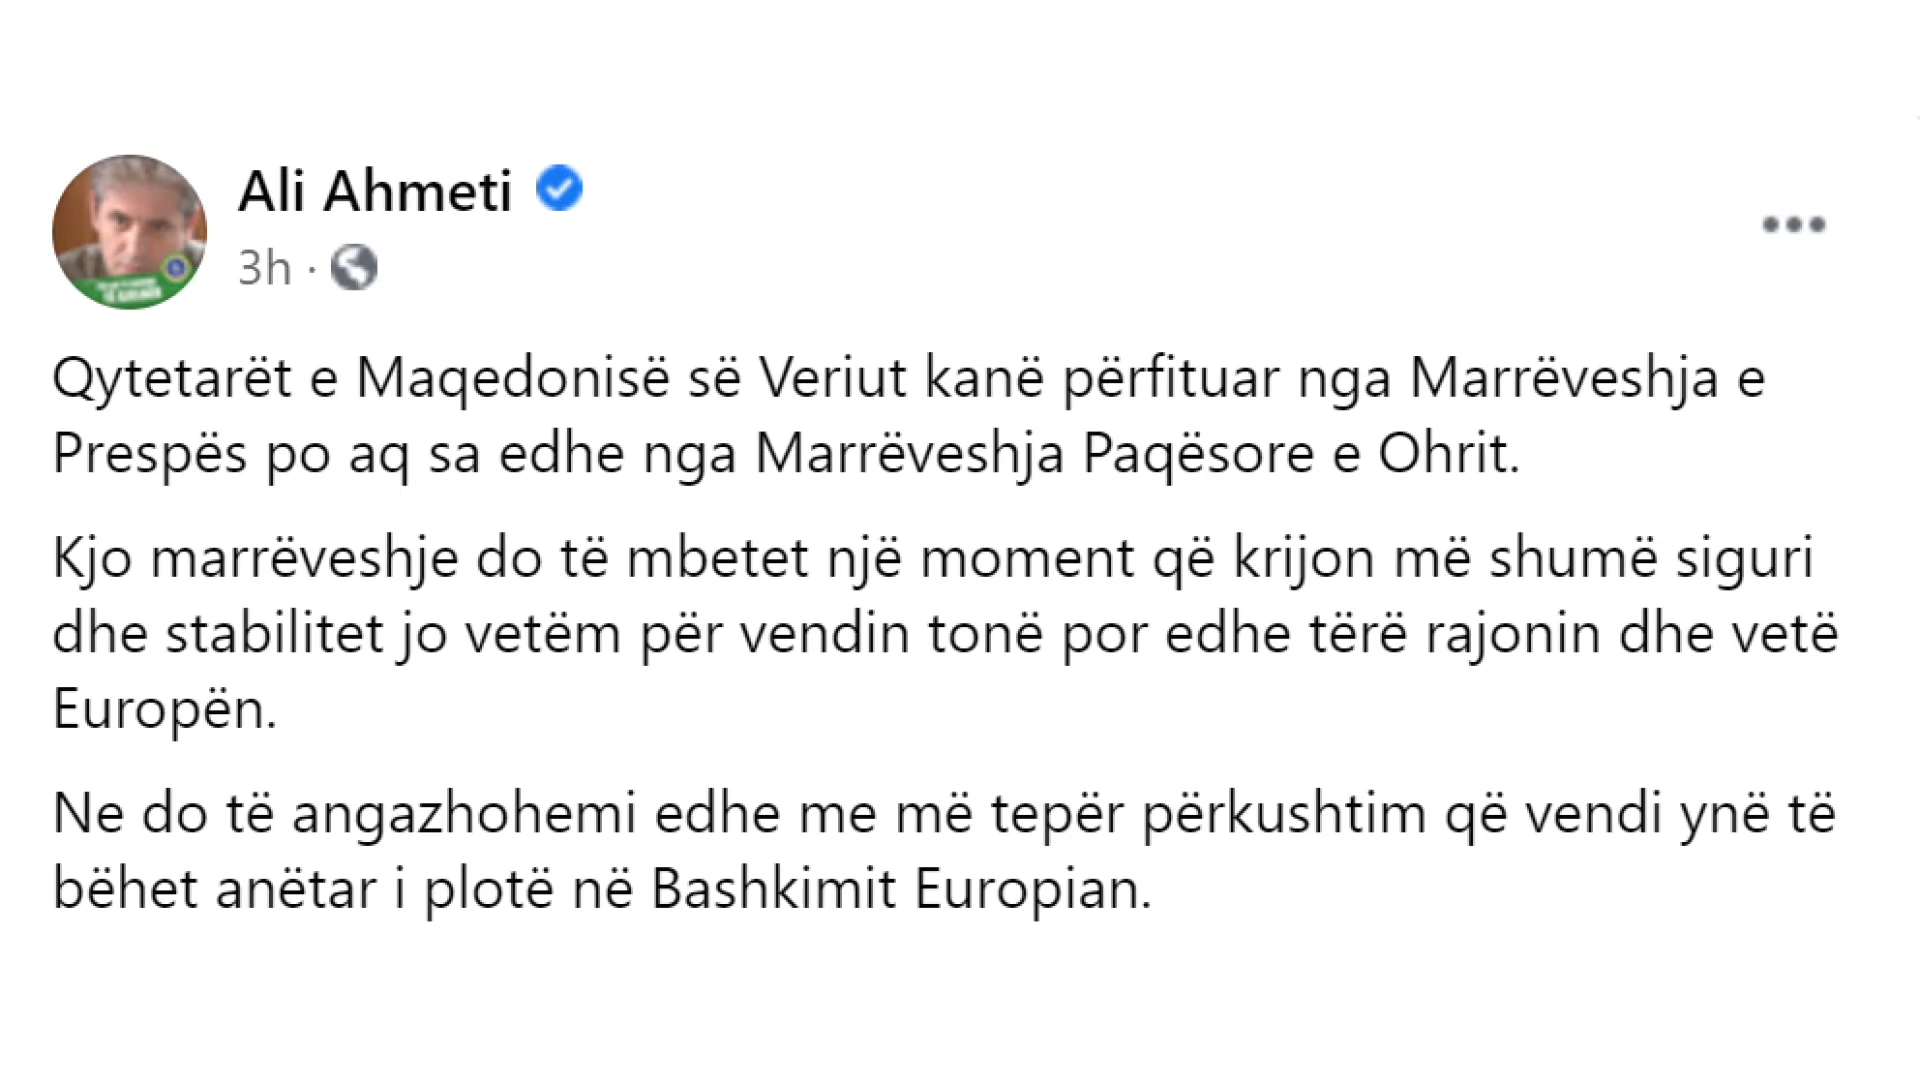 Ali Ahmeti
3h ·
Qytetarët e Maqedonisë së Veriut kanë përfituar nga Marrëveshja e
Prespës po aq sa edhe nga Marrëveshja Paqësore e Ohrit.
Kjo marrëveshje do të mbetet një moment që krijon më shumë siguri
dhe stabilitet jo vetëm për vendin tonë por edhe tërë rajonin dhe vetë
Europën.
Ne do të angazhohemi edhe me më tepër përkushtim që vendi ynë të
bëhet anëtar i plotë në Bashkimit Europian.